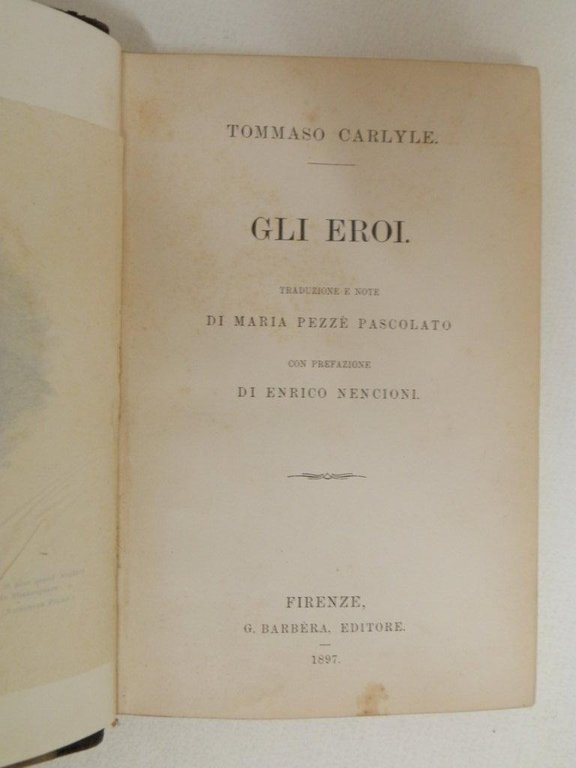 TOMMASO CARLYLE.
GLI EROI.
TRADUZIONE E NOTE
DI MARIA PEZZÈ PASCOLATO
CON PREFAZIONE
DI ENRICO NENCIONI.
FIRENZE,
G. BARBÈRA, EDITORE.
1897.